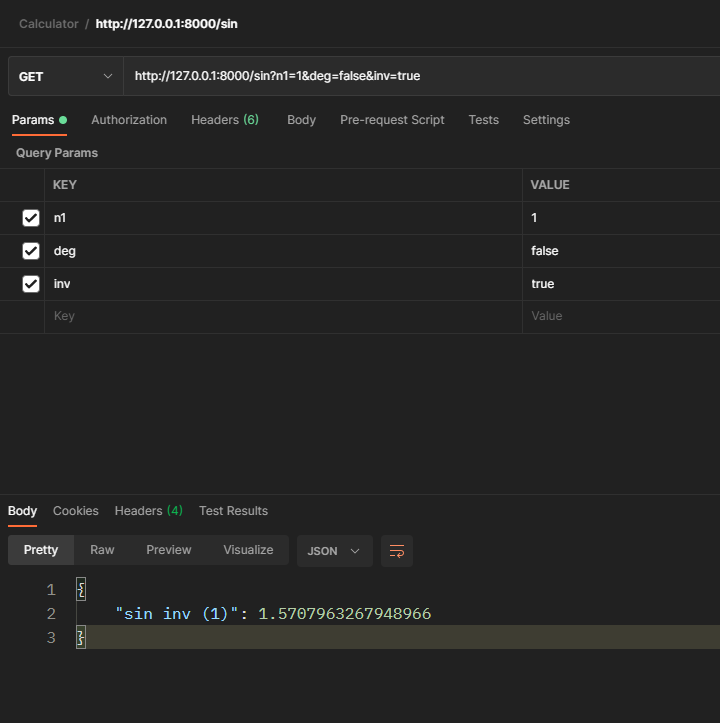 Calculator / http://127.0.0.1:8000/sin
GET http://127.0.0.1:8000/sin?n1=1&deg=false&inv=true
Params Authorization Headers (6) Body Pre-request Script Tests Settings
Query Params
KEY VALUE
n1 1
deg false
inv true
Key Value
Body Cookies Headers (4) Test Results
Pretty Raw Preview Visualize JSON
1 {
2 "sin inv (1)": 1.5707963267948966
3 }